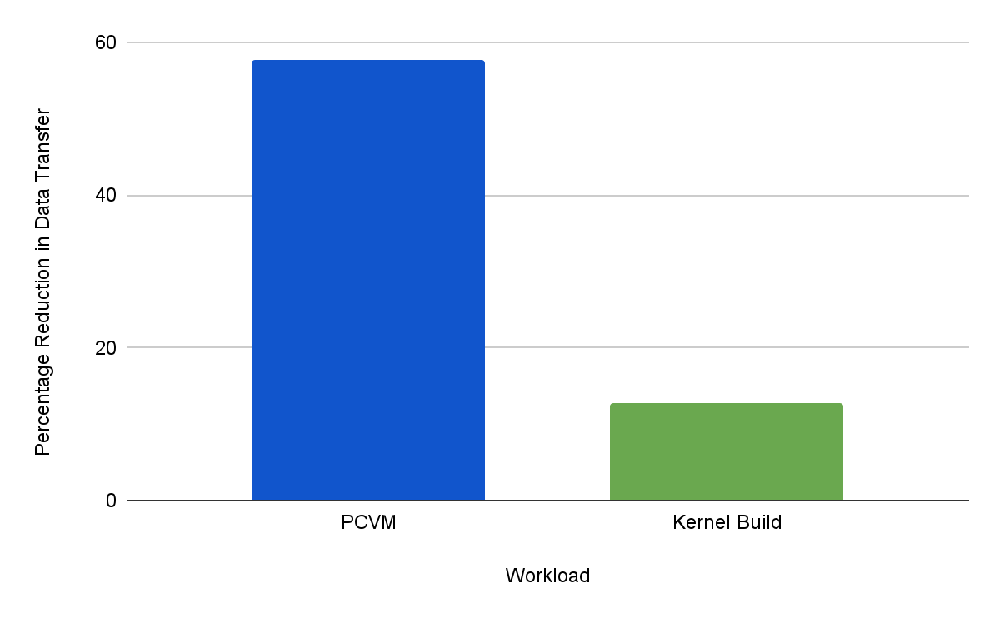 60
40
20
0
Percentage Reduction in Data Transfer
PCVM
Kernel Build
Workload